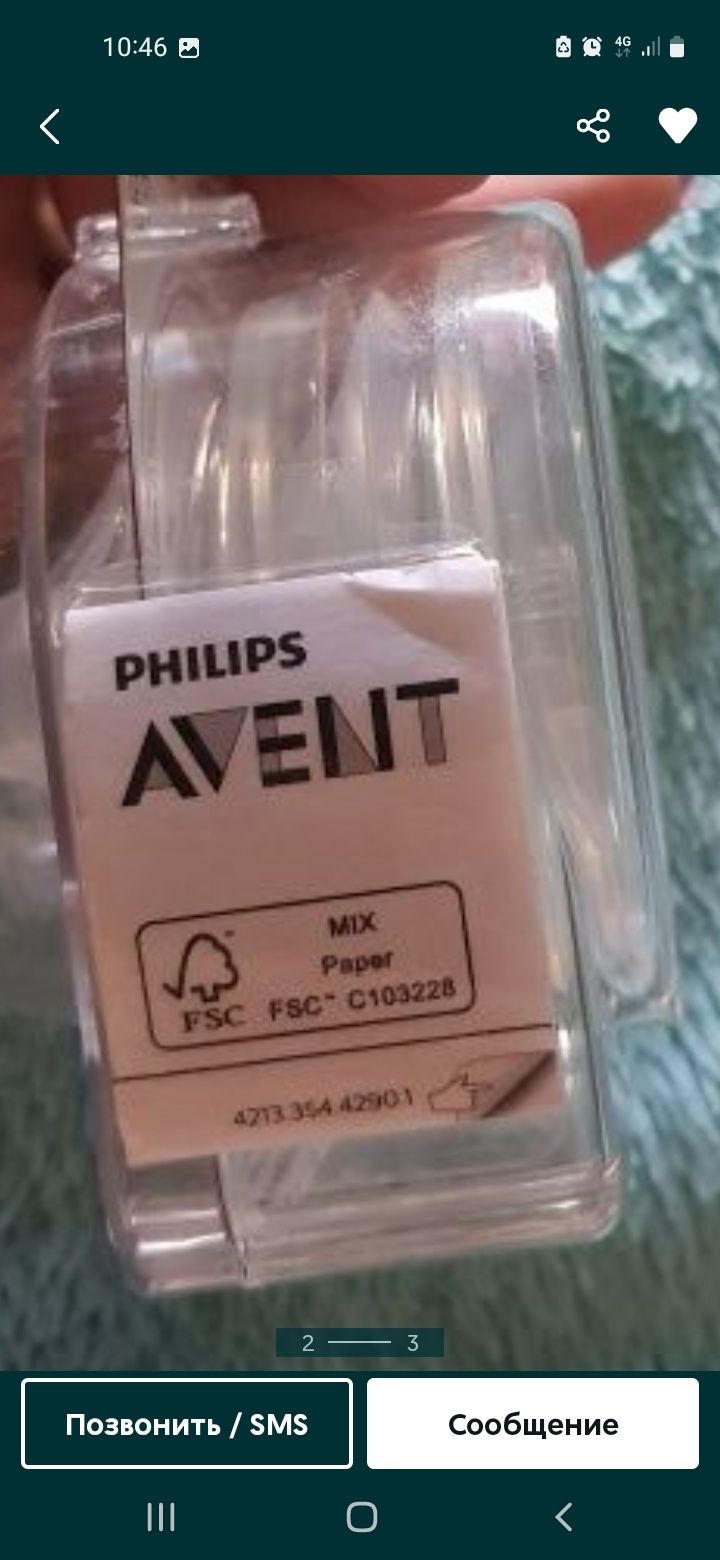 10:46
4G
PHILIPS
AVENT
MIX
Paper
FSC™ C103228
FSC
4213.354.4290.1
2
3
Позвонить / SMS
Сообщение